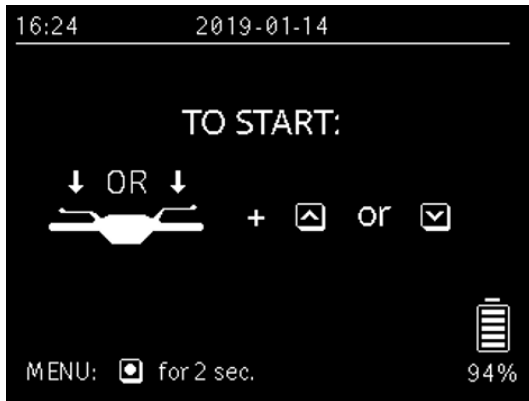 16:24 2019-01-14
TO START:
OR
+ or
MENU: for 2 sec.
94%